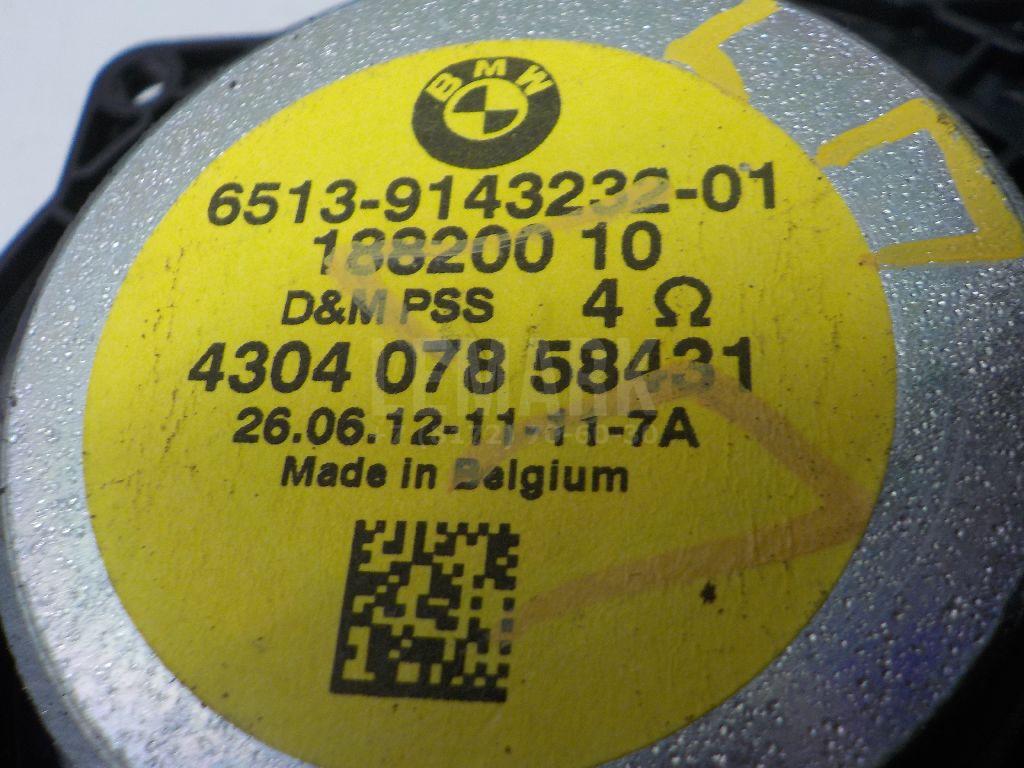 BMW
6513-9143232-01
188200 10
D&M PSS 4 Ω
4304 078 58431
26.06.12-11-11-7A
Made in Belgium